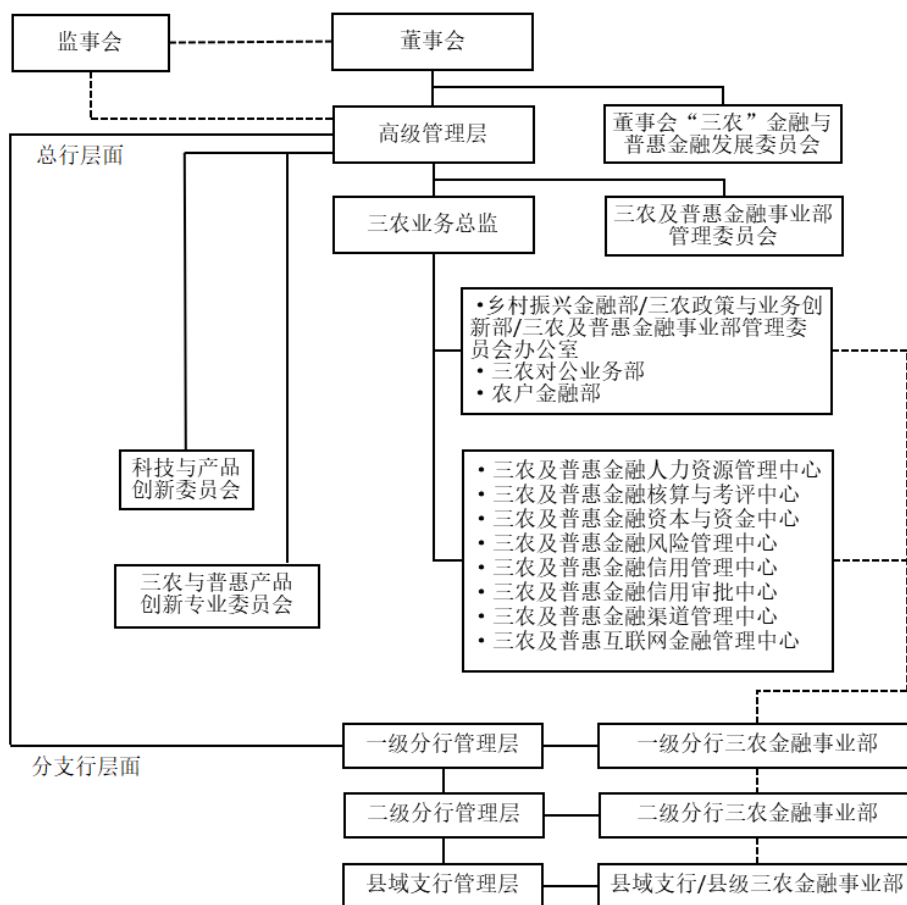 监事会
董事会
高级管理层
董事会“三农”金融与
普惠金融发展委员会
总行层面
三农业务总监
三农及普惠金融事业部
管理委员会
·乡村振兴金融部/三农政策与业务创
新部/三农及普惠金融事业部管理委
员会办公室
·三农对公业务部
·农户金融部
科技与产品
创新委员会
·三农及普惠金融人力资源管理中心
·三农及普惠金融核算与考评中心
·三农及普惠金融资本与资金中心
·三农及普惠金融风险管理中心
·三农及普惠金融信用管理中心
·三农及普惠金融信用审批中心
·三农及普惠金融渠道管理中心
·三农及普惠互联网金融管理中心
三农与普惠产品
创新专业委员会
一级分行管理层
一级分行三农金融事业部
分支行层面
二级分行管理层
二级分行三农金融事业部
县域支行管理层
县域支行/县级三农金融事业部